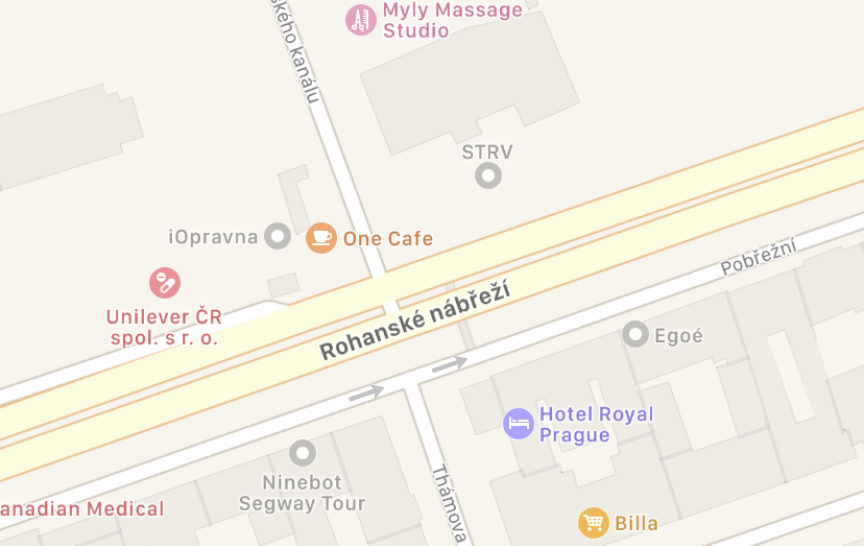 Myly Massage
Studio
kého kanálu
STRV
iOpravna
One Cafe
Pobřežní
Unilever ČR
spol. s r. o.
Rohanské nábřeží
Egoé
Hotel Royal
Prague
Ninebot
Segway Tour
Thámova
anadian Medical
Billa